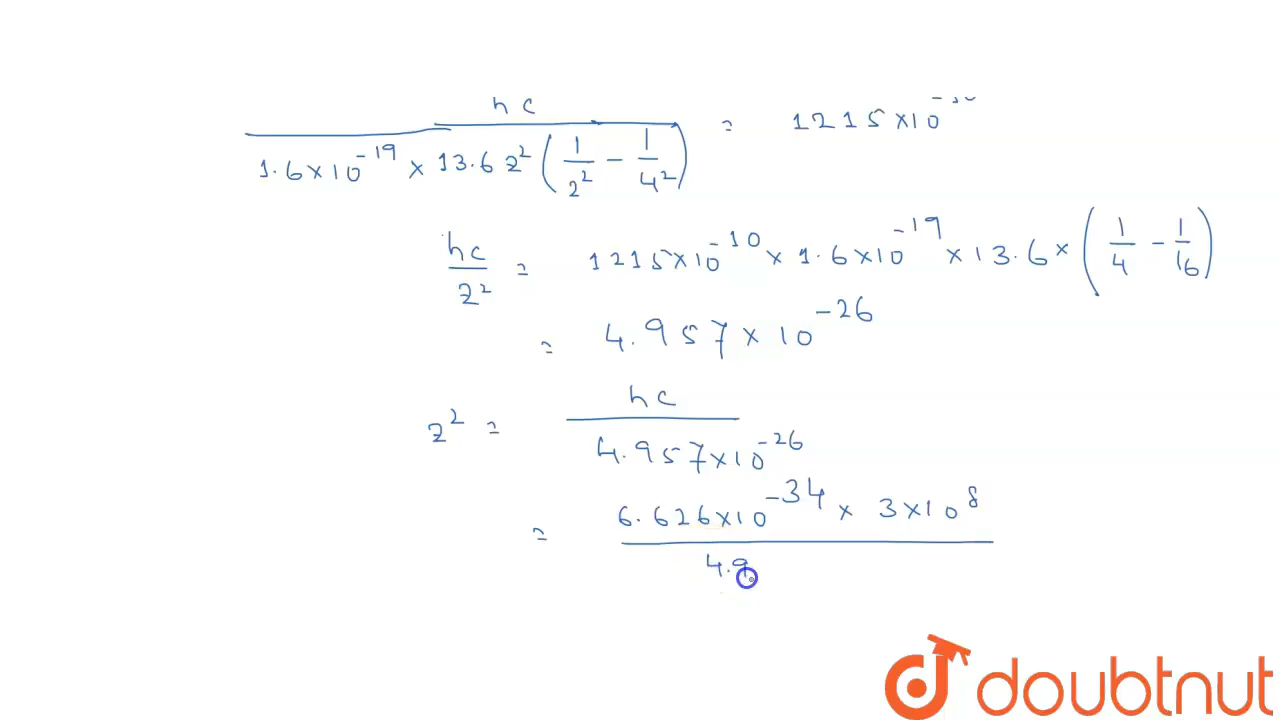 hc
1.6×10^-19 × 13.6 z^2 (1/2^2 − 1/4^2) = 1215×10^-10
hc/z^2 = 1215×10^-10 × 1.6×10^-19 ×13.6× (1/4 − 1/16)
= 4.957×10^-26
z^2 = hc
4.957×10^-26
= 6.626×10^-34 × 3×10^8
4.9
doubtnut